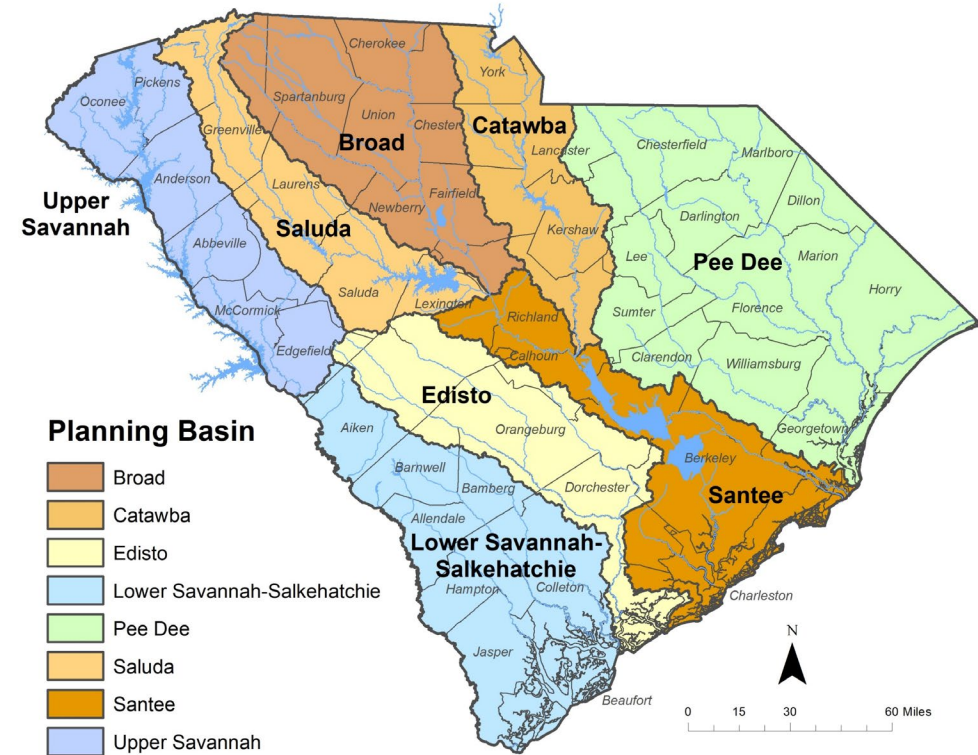 Cherokee
York
Pickens
Oconee
Spartanburg
Union
Chester
Greenville
Broad
Catawba
Lancaster
Chesterfield
Marlboro
Anderson
Laurens
Fairfield
Newberry
Dillon
Upper
Savannah
Abbeville
Saluda
Kershaw
Darlington
Lee
Pee Dee
Marion
Saluda
Lexington
Horry
McCormick
Richland
Sumter
Florence
Edgefield
Calhoun
Clarendon
Williamsburg
Edisto
Aiken
Orangeburg
Georgetown
Barnwell
Berkeley
Bamberg
Dorchester
Santee
Allendale
Lower Savannah-
Salkehatchie
Hampton
Colleton
Charleston
Jasper
Beaufort
Planning Basin
Broad
Catawba
Edisto
Lower Savannah-Salkehatchie
Pee Dee
Saluda
Santee
Upper Savannah
N
0 15 30 60 Miles